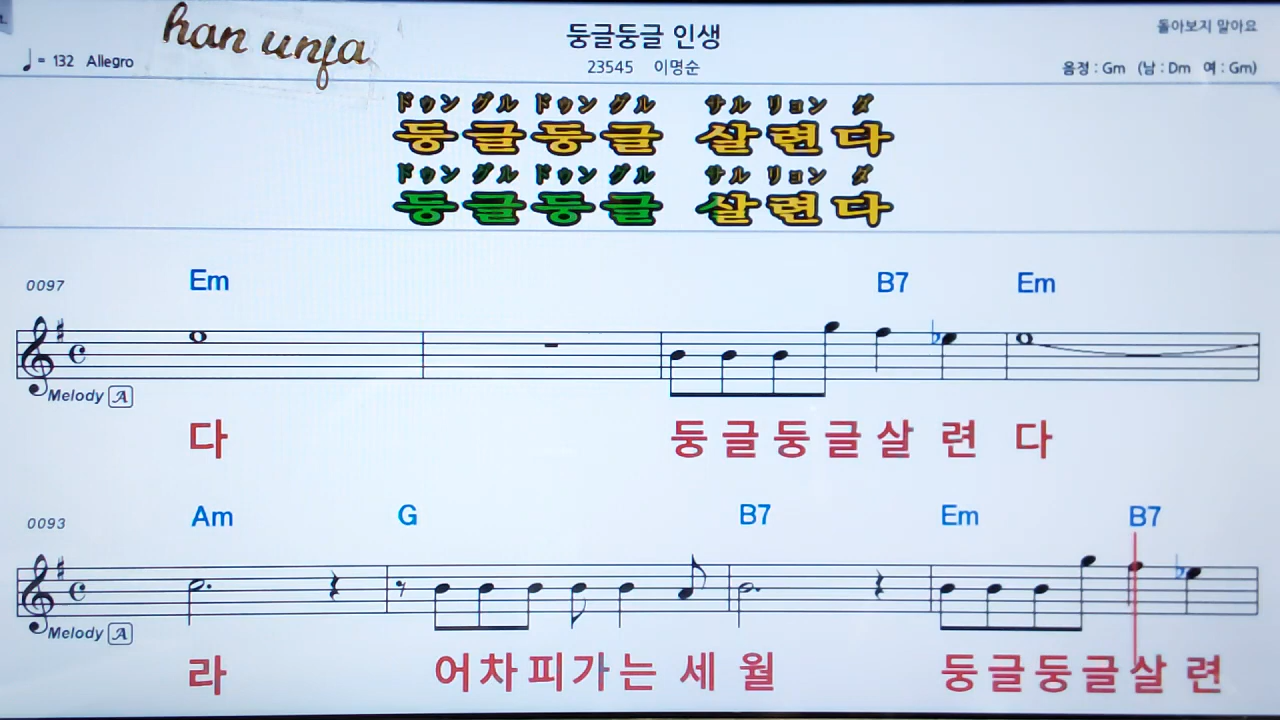 han unja
둥글둥글 인생
돌아보지 말아요
♩= 132 Allegro
23545 이명순
음정 : Gm (남 : Dm 여 : Gm)
ドゥン グル ドゥン グル サル リョン ダ
둥글둥글 살련다
ドゥン グル ドゥン グル サル リョン ダ
둥글둥글 살련다
Em B7 Em
0097
Melody A
다 둥글둥글살 련 다
Am G B7 Em B7
0093
Melody A
라 어차피가는 세 월 둥글둥글살 련